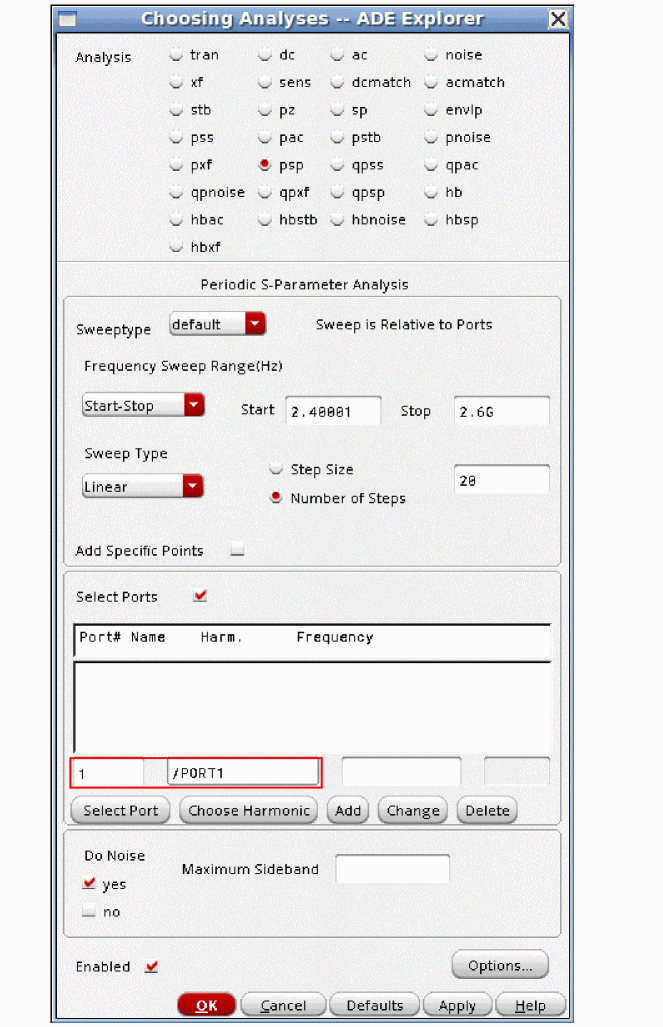 Choosing Analyses -- ADE Explorer
Analysis tran dc ac noise
xf sens dcmatch acmatch
stb pz sp envlp
pss pac pstb pnoise
pxf psp qpss qpac
qpnoise qpxf qpsp hb
hbac hbstb hbnoise hbsp
hbxf
Periodic S-Parameter Analysis
Sweeptype default Sweep is Relative to Ports
Frequency Sweep Range(Hz)
Start-Stop Start 2.40001 Stop 2.6G
Sweep Type
Linear
Step Size
Number of Steps
20
Add Specific Points
Select Ports
Port# Name Harm. Frequency
1 /PORT1
Select Port Choose Harmonic Add Change Delete
Do Noise
Maximum Sideband
yes
no
Enabled Options...
OK Cancel Defaults Apply Help